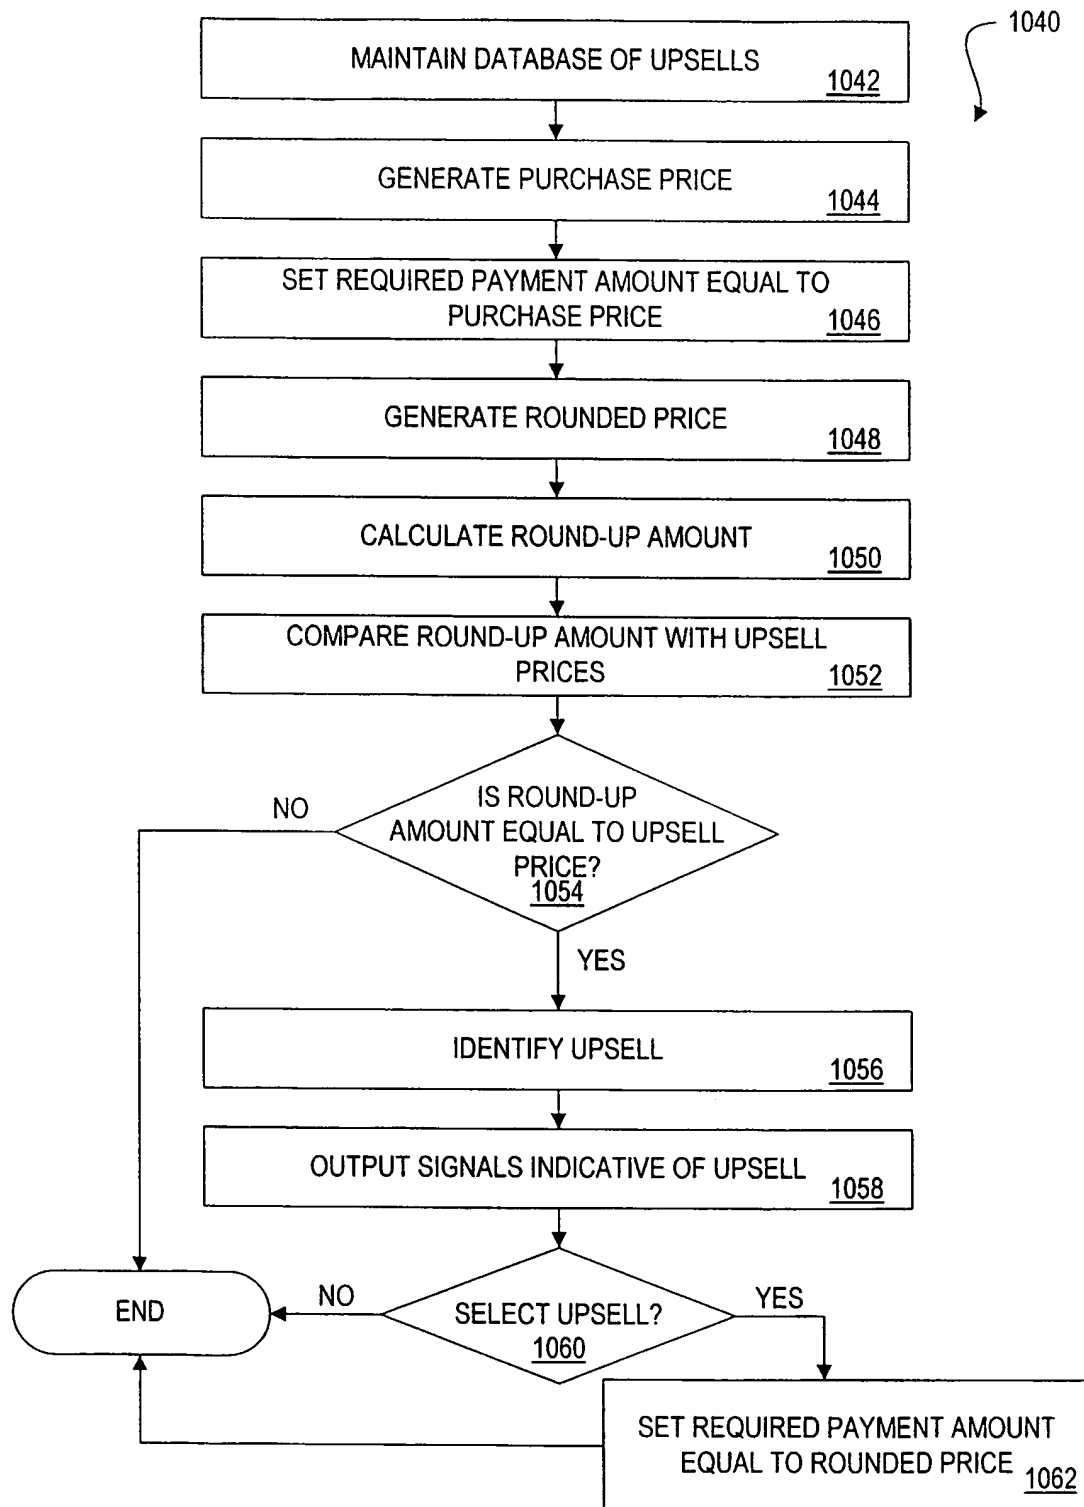 1040
MAINTAIN DATABASE OF UPSELLS
1042
GENERATE PURCHASE PRICE
1044
SET REQUIRED PAYMENT AMOUNT EQUAL TO
PURCHASE PRICE
1046
GENERATE ROUNDED PRICE
1048
CALCULATE ROUND-UP AMOUNT
1050
COMPARE ROUND-UP AMOUNT WITH UPSELL
PRICES
1052
NO
IS ROUND-UP
AMOUNT EQUAL TO UPSELL
PRICE?
1054
YES
IDENTIFY UPSELL
1056
OUTPUT SIGNALS INDICATIVE OF UPSELL
1058
END
NO
SELECT UPSELL?
1060
YES
SET REQUIRED PAYMENT AMOUNT
EQUAL TO ROUNDED PRICE
1062